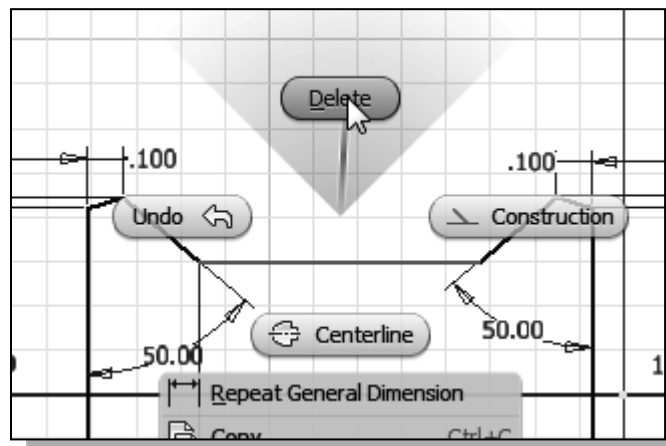 Delete
.100
.100
Undo
Construction
Centerline
50.00
50.00
Repeat General Dimension
Copy
Ctrl+C